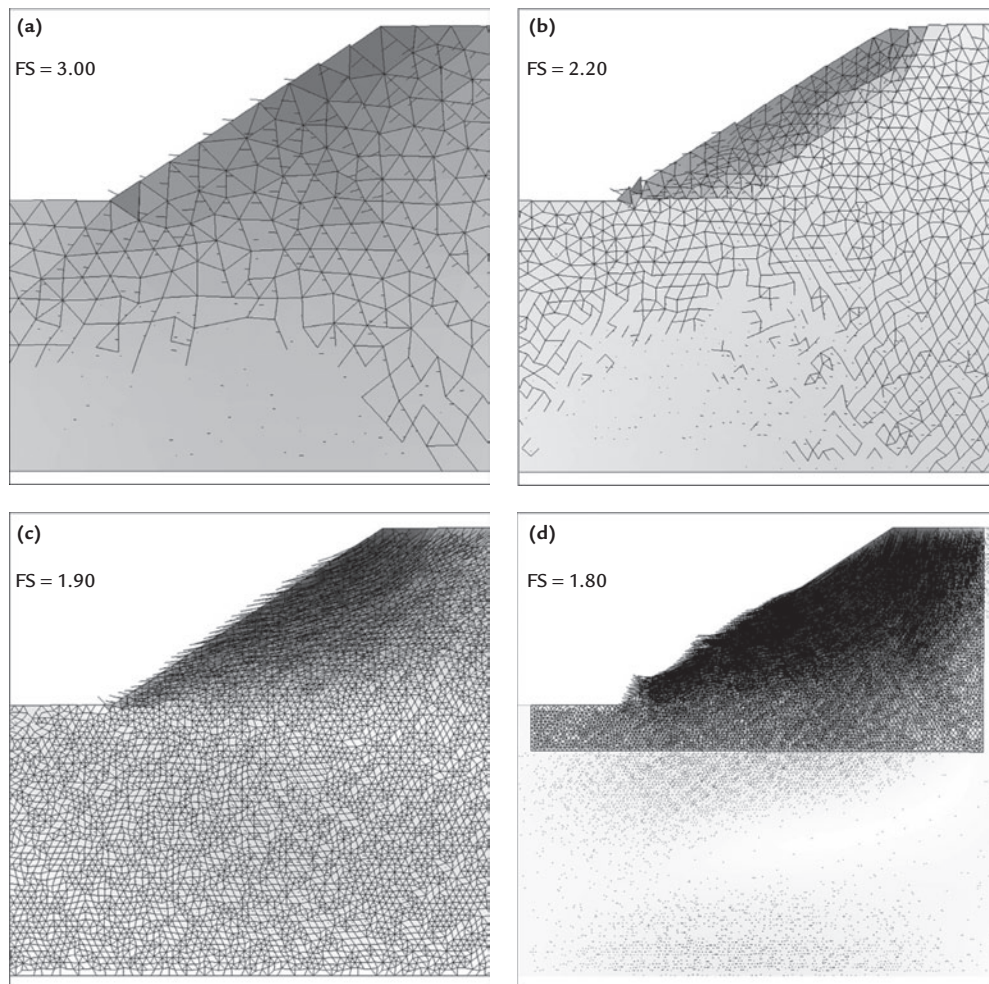 (a)
FS = 3.00
(b)
FS = 2.20
(c)
FS = 1.90
(d)
FS = 1.80